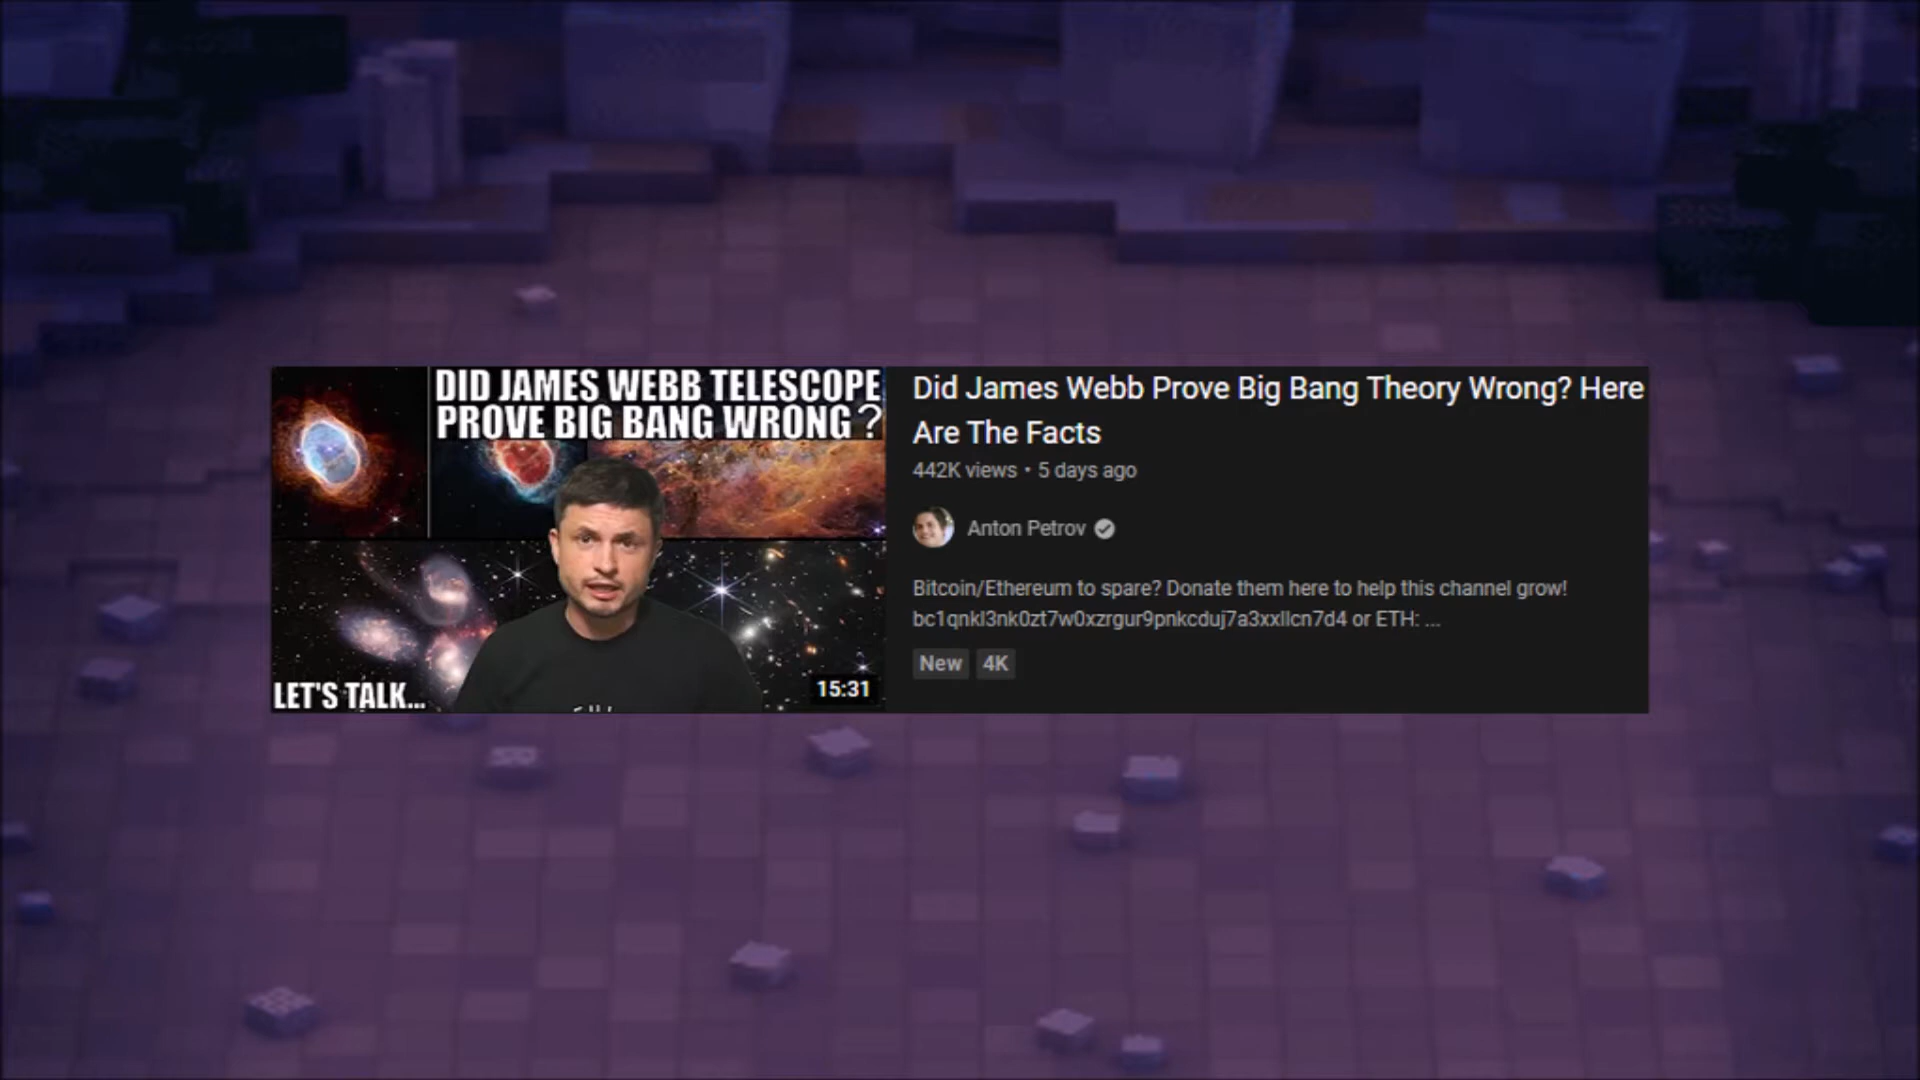 DID JAMES WEBB TELESCOPE
PROVE BIG BANG WRONG?
LET'S TALK...
15:31
Did James Webb Prove Big Bang Theory Wrong? Here
Are The Facts
442K views • 5 days ago
Anton Petrov
Bitcoin/Ethereum to spare? Donate them here to help this channel grow!
bc1qnkl3nk0zt7w0xzrgur9pnkcduj7a3xxllcn7d4 or ETH: ...
New 4K